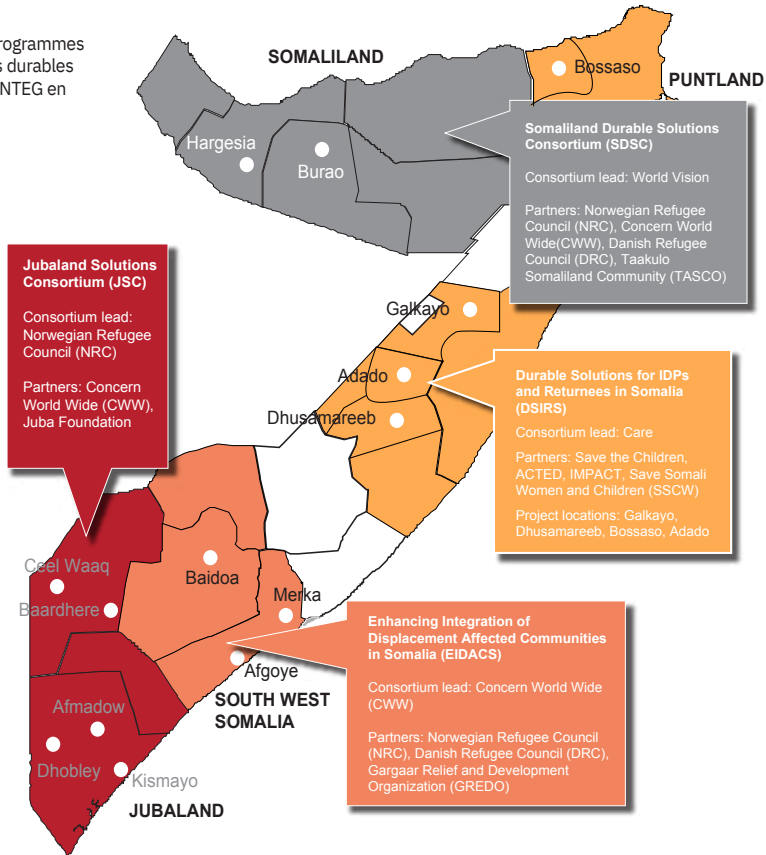 rogrammes
s durables
NTEG en
SOMALILAND
Bossaso
PUNTLAND
Hargesia
Burao
Somaliland Durable Solutions
Consortium (SDSC)
Consortium lead: World Vision
Partners: Norwegian Refugee
Council (NRC), Concern World
Wide(CWW), Danish Refugee
Council (DRC), Taakulo
Somaliland Community (TASCO)
Jubaland Solutions
Consortium (JSC)
Consortium lead:
Norwegian Refugee
Council (NRC)
Partners: Concern
World Wide (CWW),
Juba Foundation
Galkayo
Adado
Dhusamareeb
Durable Solutions for IDPs
and Returnees in Somalia
(DSIRS)
Consortium lead: Care
Partners: Save the Children,
ACTED, IMPACT, Save Somali
Women and Children (SSCW)
Project locations: Galkayo,
Dhusamareeb, Bossaso, Adado
Ceel Waaq
Baardhere
Baidoa
Merka
Afgoye
SOUTH WEST
SOMALIA
Enhancing Integration of
Displacement Affected Communities
in Somalia (EIDACS)
Consortium lead: Concern World Wide
(CWW)
Partners: Norwegian Refugee Council
(NRC), Danish Refugee Council (DRC),
Gargaar Relief and Development
Organization (GREDO)
Afmadow
Dhobley
Kismayo
JUBALAND